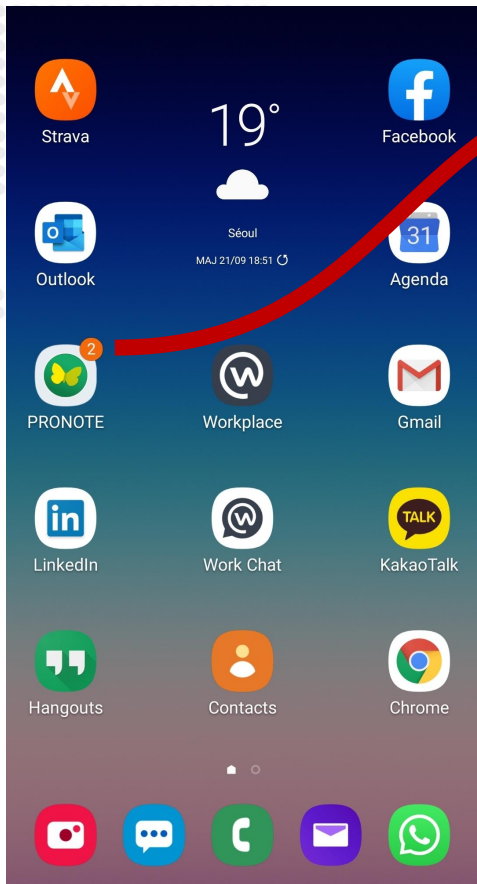 19°
Strava
Facebook
Séoul
MAJ 21/09 18:51
31
Outlook
Agenda
2
PRONOTE
Workplace
Gmail
in
TALK
LinkedIn
Work Chat
KakaoTalk
Hangouts
Contacts
Chrome